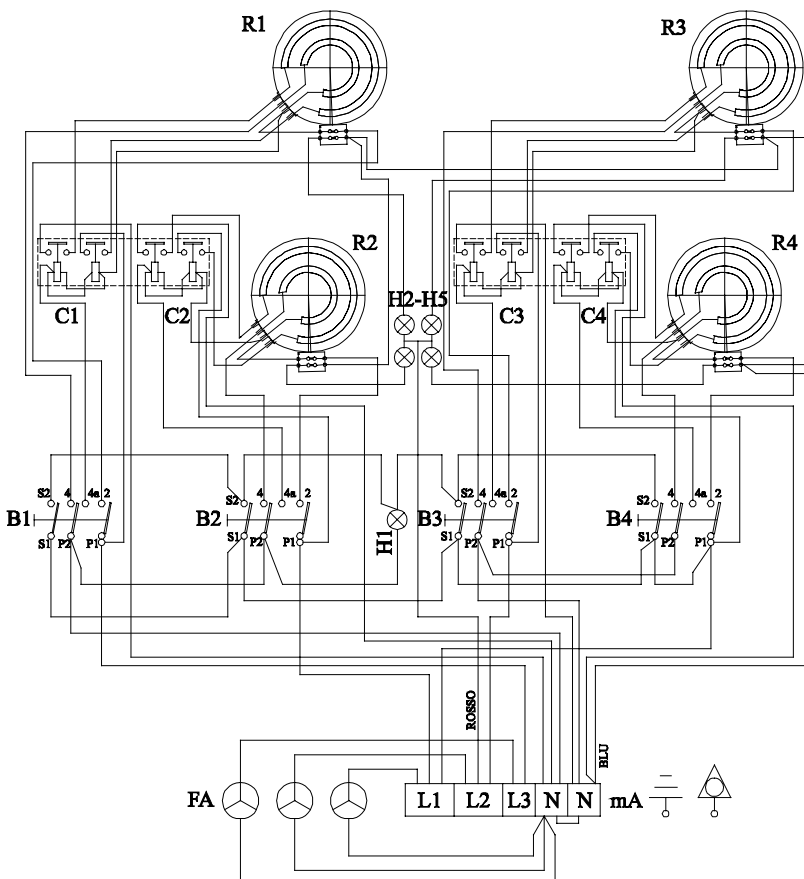 R1 R3
R2 R4
H2-H5
C1 C2 C3 C4
S2 4 4a 2 S2 4 4a 2 S2 4 4a 2 S2 4 4a 2
B1 B2 H1 B3 B4
S1 P2 P1 S1 P2 P1 S1 P2 P1 S1 P2 P1
ROSSO
BLU
FA L1 L2 L3 N N mA